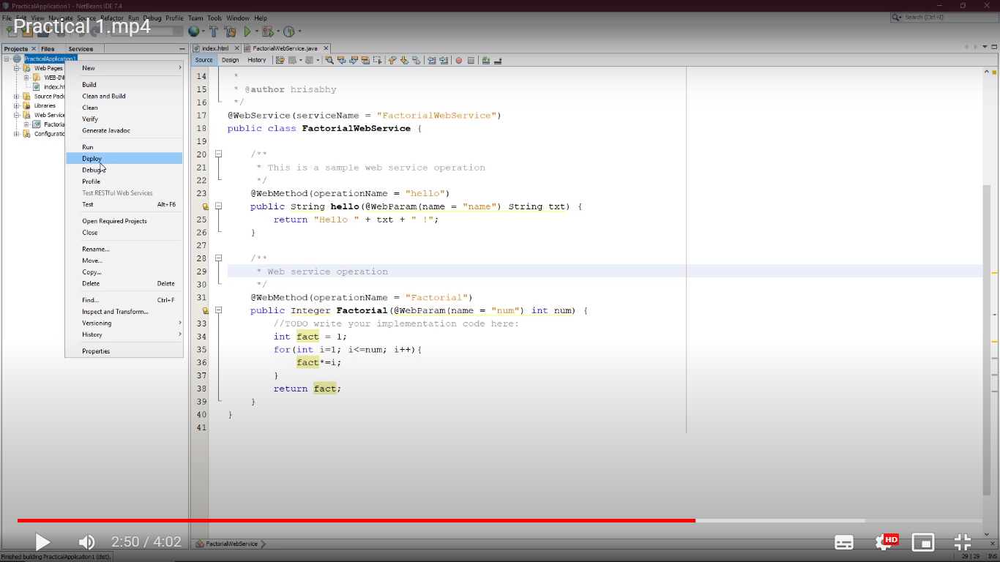 PracticalApplication1 - NetBeans IDE 7.4
File Edit View Navigate Source Refactor Run Debug Profile Team Tools Window Help
Search (Ctrl+I)
Practical 1.mp4
Projects Files Services
index.html FactorialWebService.java
Source Design History
PracticalApplication1
Web Pages
WEB-IN
index.ht
Source Pack
Libraries
Web Service
Factoria
Configuratio
New
Build
Clean and Build
Clean
Verify
Generate Javadoc
Run
Deploy
Debug
Profile
Test RESTful Web Services
Test Alt+F6
Open Required Projects
Close
Rename...
Move...
Copy...
Delete Delete
Find... Ctrl+F
Inspect and Transform...
Versioning
History
Properties
14 *
15 * @author hrisabhy
16 */
17 @WebService(serviceName = "FactorialWebService")
18 public class FactorialWebService {
19
20 /**
21 * This is a sample web service operation
22 */
23 @WebMethod(operationName = "hello")
public String hello(@WebParam(name = "name") String txt) {
25 return "Hello " + txt + " !";
26 }
27
28 /**
29 * Web service operation
30 */
31 @WebMethod(operationName = "Factorial")
public Integer Factorial(@WebParam(name = "num") int num) {
33 //TODO write your implementation code here:
34 int fact = 1;
35 for(int i=1; i<=num; i++){
36 fact*=i;
37 }
38 return fact;
39 }
40 }
41
2:50 / 4:02
HD
FactorialWebService
Finished building PracticalApplication1 (dist).
29 | 29 INS